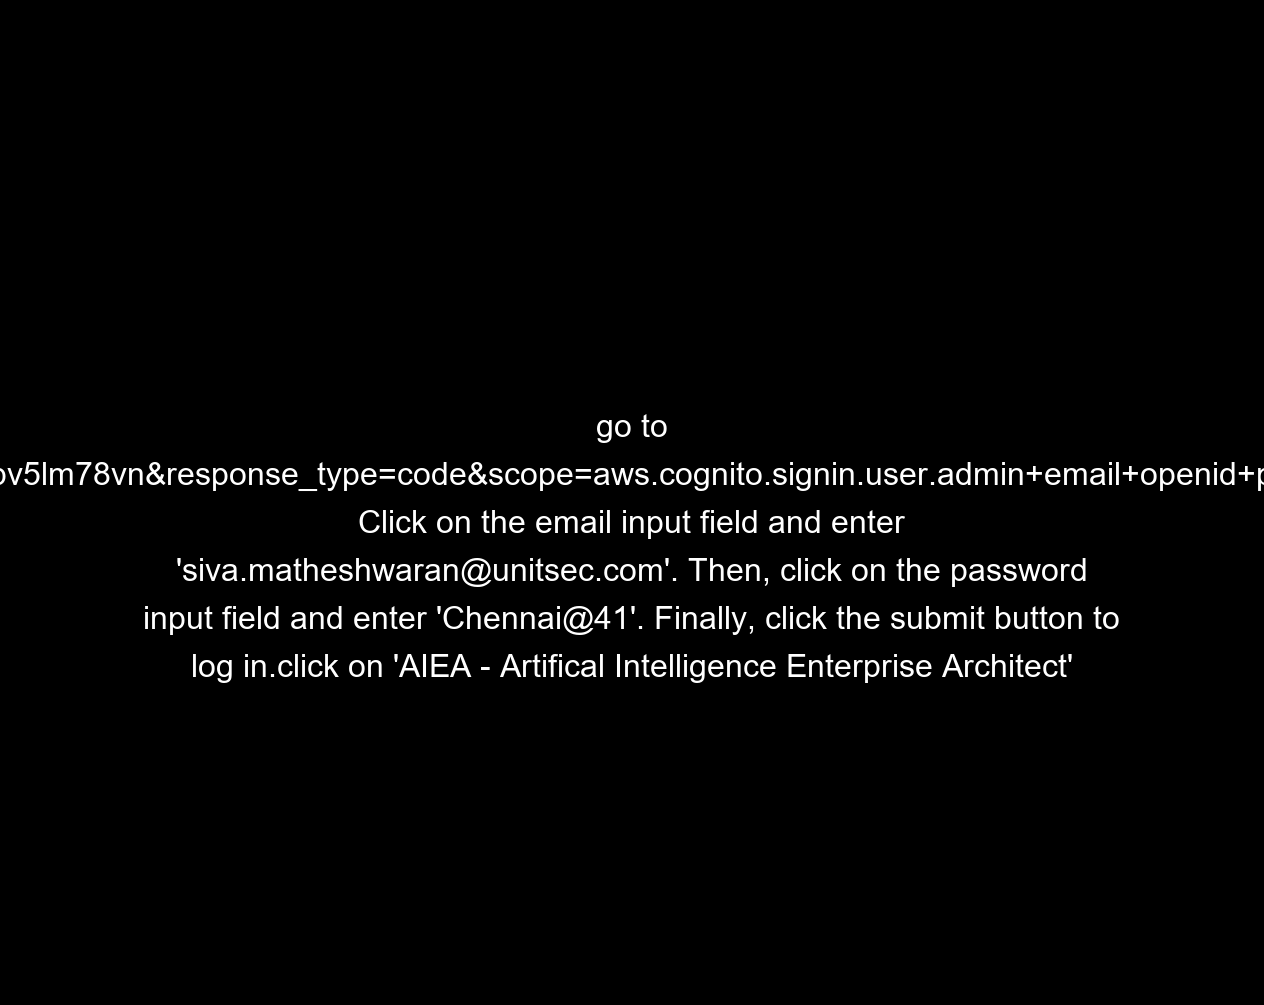 go to
ov5lm78vn&response_type=code&scope=aws.cognito.signin.user.admin+email+openid+p
Click on the email input field and enter
'siva.matheshwaran@unitsec.com'. Then, click on the password
input field and enter 'Chennai@41'. Finally, click the submit button to
log in.click on 'AIEA - Artifical Intelligence Enterprise Architect'